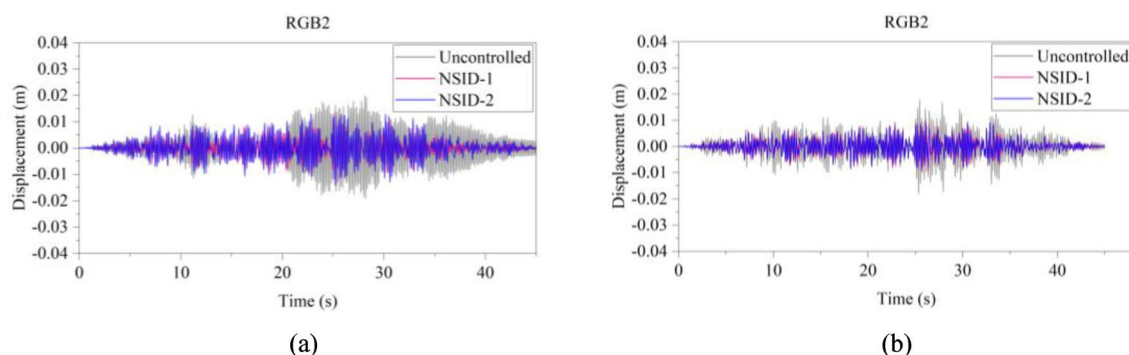 RGB2
0.04
0.03
0.02
0.01
0.00
-0.01
-0.02
-0.03
-0.04
Displacement (m)
Uncontrolled
NSID-1
NSID-2
0 10 20 30 40
Time (s)
(a)
RGB2
0.04
0.03
0.02
0.01
0.00
-0.01
-0.02
-0.03
-0.04
Displacement (m)
Uncontrolled
NSID-1
NSID-2
0 10 20 30 40
Time (s)
(b)